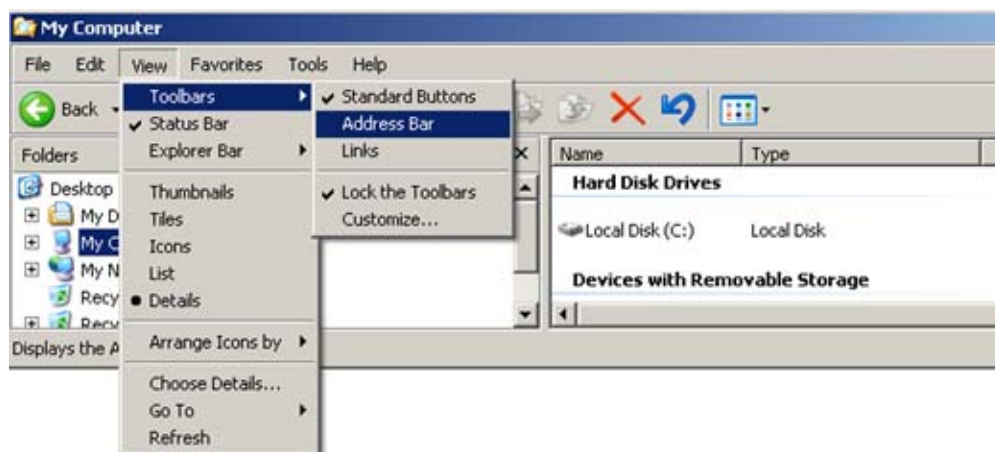 My Computer
File Edit View Favorites Tools Help
Back
Toolbars
Status Bar
Explorer Bar
Thumbnails
Tiles
Icons
List
Details
Arrange Icons by
Choose Details...
Go To
Refresh
Standard Buttons
Address Bar
Links
Lock the Toolbars
Customize...
Folders
Desktop
My D
My C
My N
Recy
Recy
Name Type
Hard Disk Drives
Local Disk (C:) Local Disk
Devices with Removable Storage
Displays the A